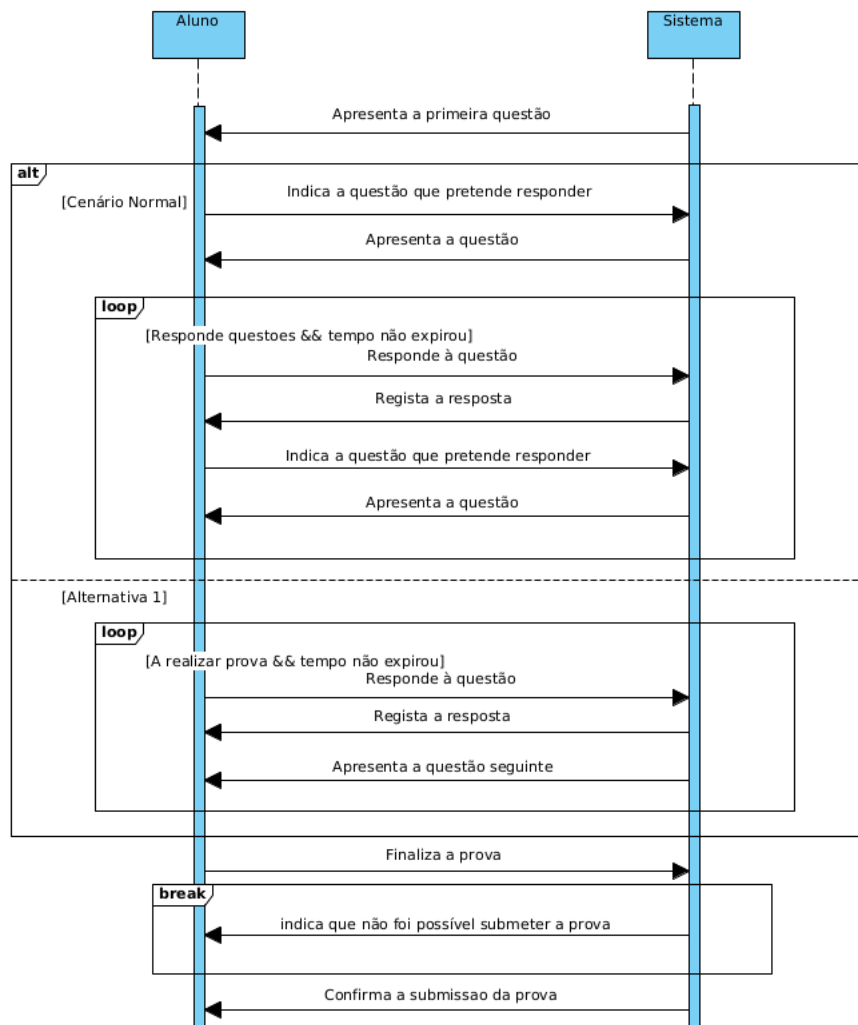 Aluno
Sistema
Apresenta a primeira questão
alt
[Cenário Normal]
Indica a questão que pretende responder
Apresenta a questão
loop
[Responde questoes && tempo não expirou]
Responde à questão
Regista a resposta
Indica a questão que pretende responder
Apresenta a questão
[Alternativa 1]
loop
[A realizar prova && tempo não expirou]
Responde à questão
Regista a resposta
Apresenta a questão seguinte
Finaliza a prova
break
indica que não foi possível submeter a prova
Confirma a submissao da prova